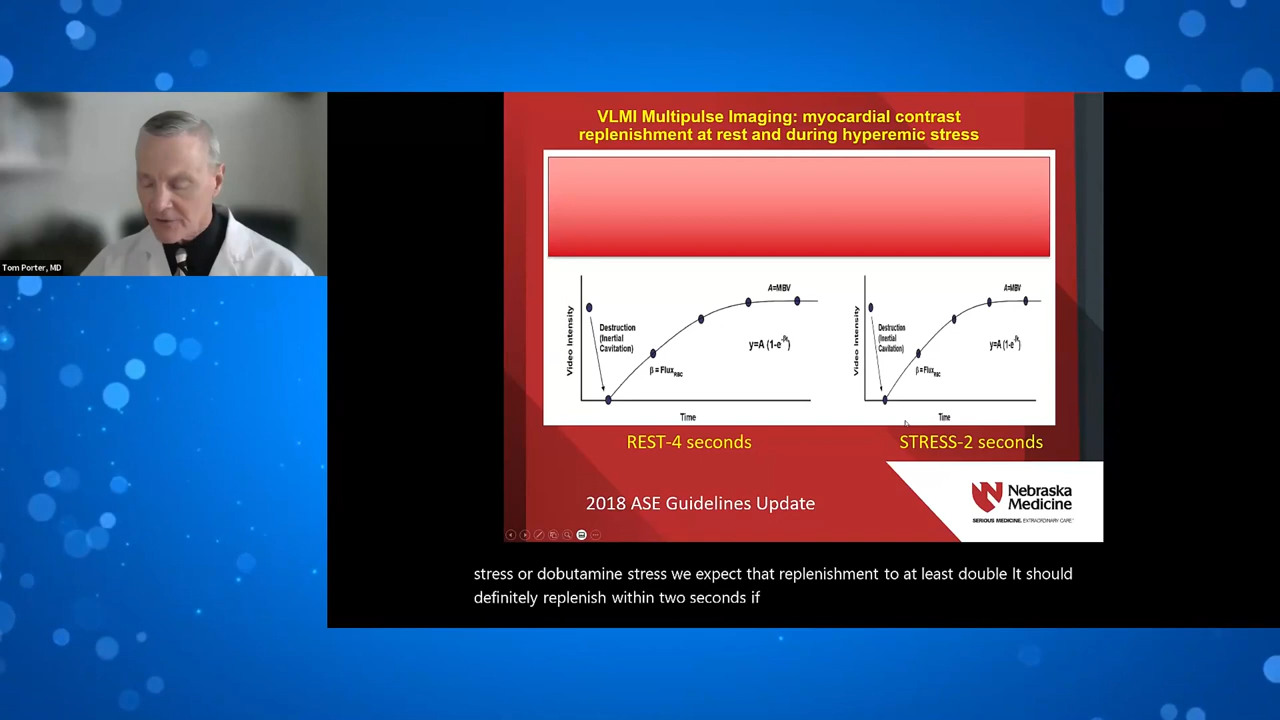 Tom Porter, MD
VLMI Multipulse Imaging: myocardial contrast
replenishment at rest and during hyperemic stress
Video Intensity
Destruction
(Inertial
Cavitation)
A=MBV
y=A (1-e^-βt)
β = Flux RBC
Time
REST-4 seconds
Video Intensity
Destruction
(Inertial
Cavitation)
A=MBV
y=A (1-e^-βt)
β = Flux RBC
Time
STRESS-2 seconds
2018 ASE Guidelines Update
Nebraska
Medicine
SERIOUS MEDICINE. EXTRAORDINARY CARE.™
stress or dobutamine stress we expect that replenishment to at least double It should
definitely replenish within two seconds if